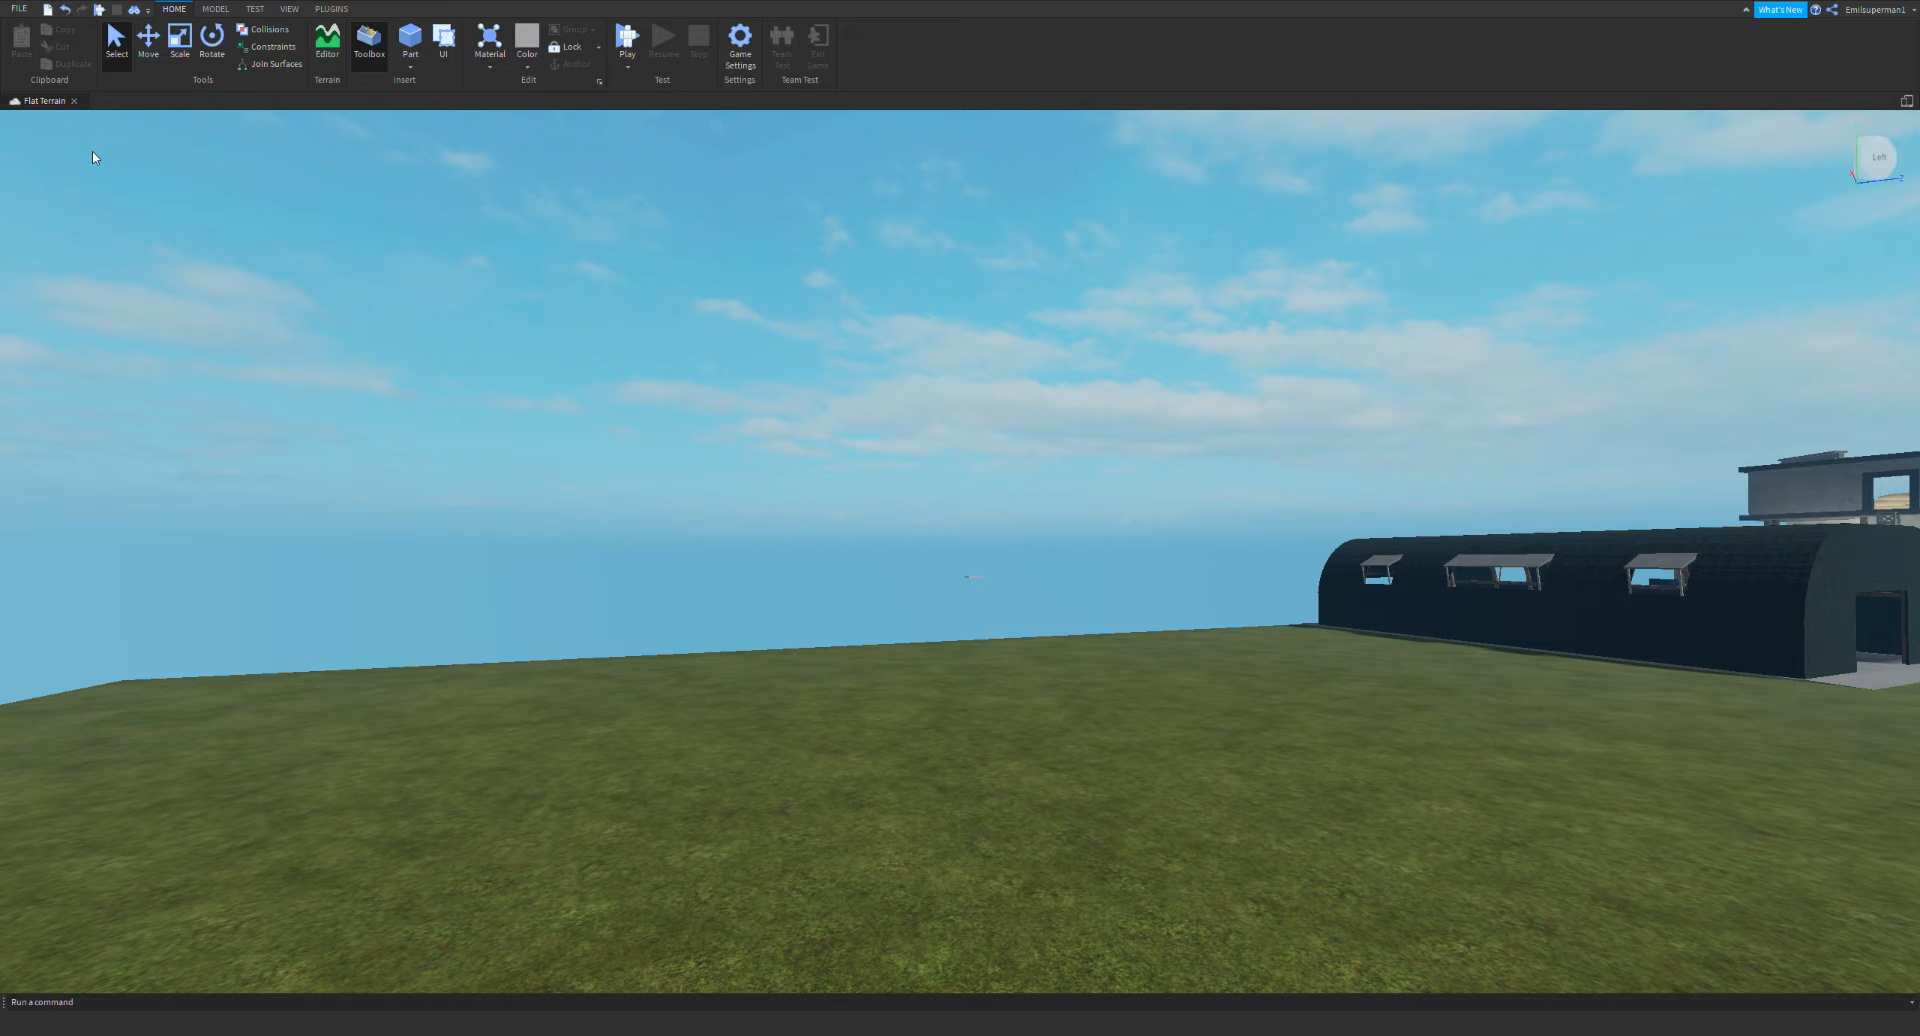 FILE HOME MODEL TEST VIEW PLUGINS What's New Emilsuperman1
Paste Copy Cut Duplicate
Select Move Scale Rotate Collisions Constraints Join Surfaces
Editor Toolbox Part UI
Material Color Group Lock Anchor
Play Resume Stop Game Settings Team Test Exit Game
Clipboard Tools Terrain Insert Edit Test Settings Team Test
Flat Terrain
Left
Y
X
Z
Run a command